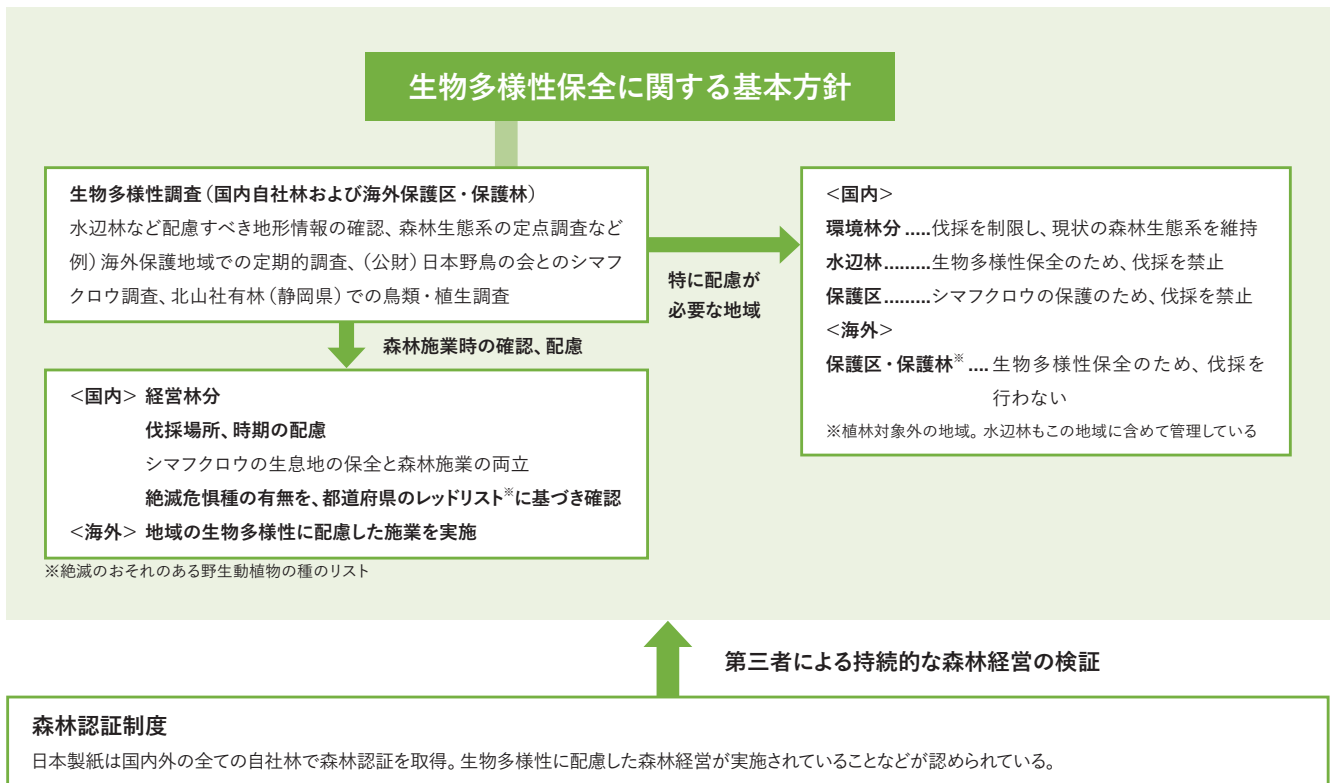 生物多様性保全に関する基本方針
生物多様性調査（国内自社林および海外保護区・保護林）
水辺林など配慮すべき地形情報の確認、森林生態系の定点調査など
例）海外保護地域での定期的調査、（公財）日本野鳥の会とのシマフ
クロウ調査、北山社有林（静岡県）での鳥類・植生調査
特に配慮が
必要な地域
<国内>
環境林分.....伐採を制限し、現状の森林生態系を維持
水辺林.........生物多様性保全のため、伐採を禁止
保護区.........シマフクロウの保護のため、伐採を禁止
<海外>
保護区・保護林※....生物多様性保全のため、伐採を
行わない
※植林対象外の地域。水辺林もこの地域に含めて管理している
森林施業時の確認、配慮
<国内> 経営林分
伐採場所、時期の配慮
シマフクロウの生息地の保全と森林施業の両立
絶滅危惧種の有無を、都道府県のレッドリスト※に基づき確認
<海外> 地域の生物多様性に配慮した施業を実施
※絶滅のおそれのある野生動植物の種のリスト
第三者による持続的な森林経営の検証
森林認証制度
日本製紙は国内外の全ての自社林で森林認証を取得。生物多様性に配慮した森林経営が実施されていることなどが認められている。